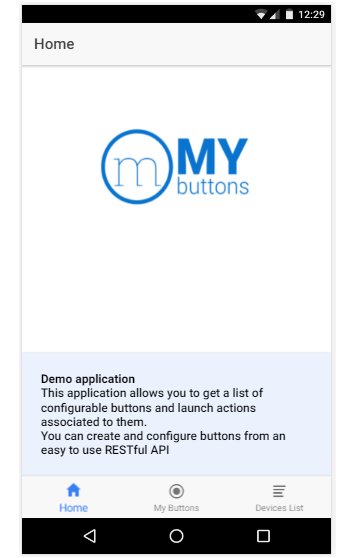 12:29
Home
m MY
buttons
Demo application
This application allows you to get a list of
configurable buttons and launch actions
associated to them.
You can create and configure buttons from an
easy to use RESTful API
Home My Buttons Devices List